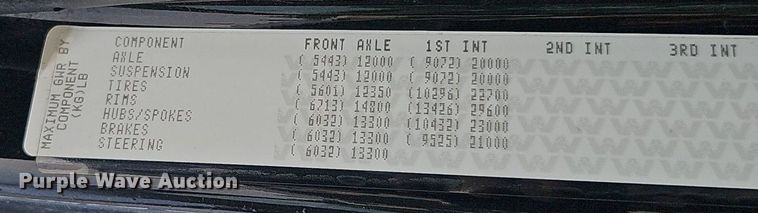 MAXIMUM GWR BY
COMPONENT
(KG)LB
COMPONENT FRONT AXLE 1ST INT 2ND INT 3RD INT
AXLE ( 5443) 12000 ( 9072) 20000
SUSPENSION ( 5443) 12000 ( 9072) 20000
TIRES ( 5601) 12350 (10296) 22700
RIMS ( 6713) 14800 (13426) 29600
HUBS/SPOKES ( 6032) 13300 (10432) 23000
BRAKES ( 6032) 13300 ( 9525) 21000
STEERING ( 6032) 13300
Purple Wave Auction